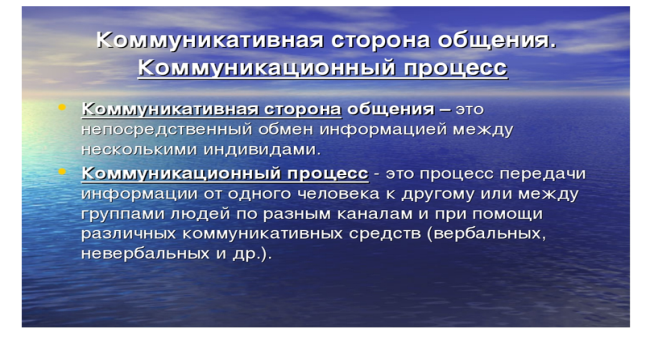 Коммуникативная сторона общения.
Коммуникационный процесс
Коммуникативная сторона общения – это
непосредственный обмен информацией между
несколькими индивидами.
Коммуникационный процесс - это процесс передачи
информации от одного человека к другому или между
группами людей по разным каналам и при помощи
различных коммуникативных средств (вербальных,
невербальных и др.).